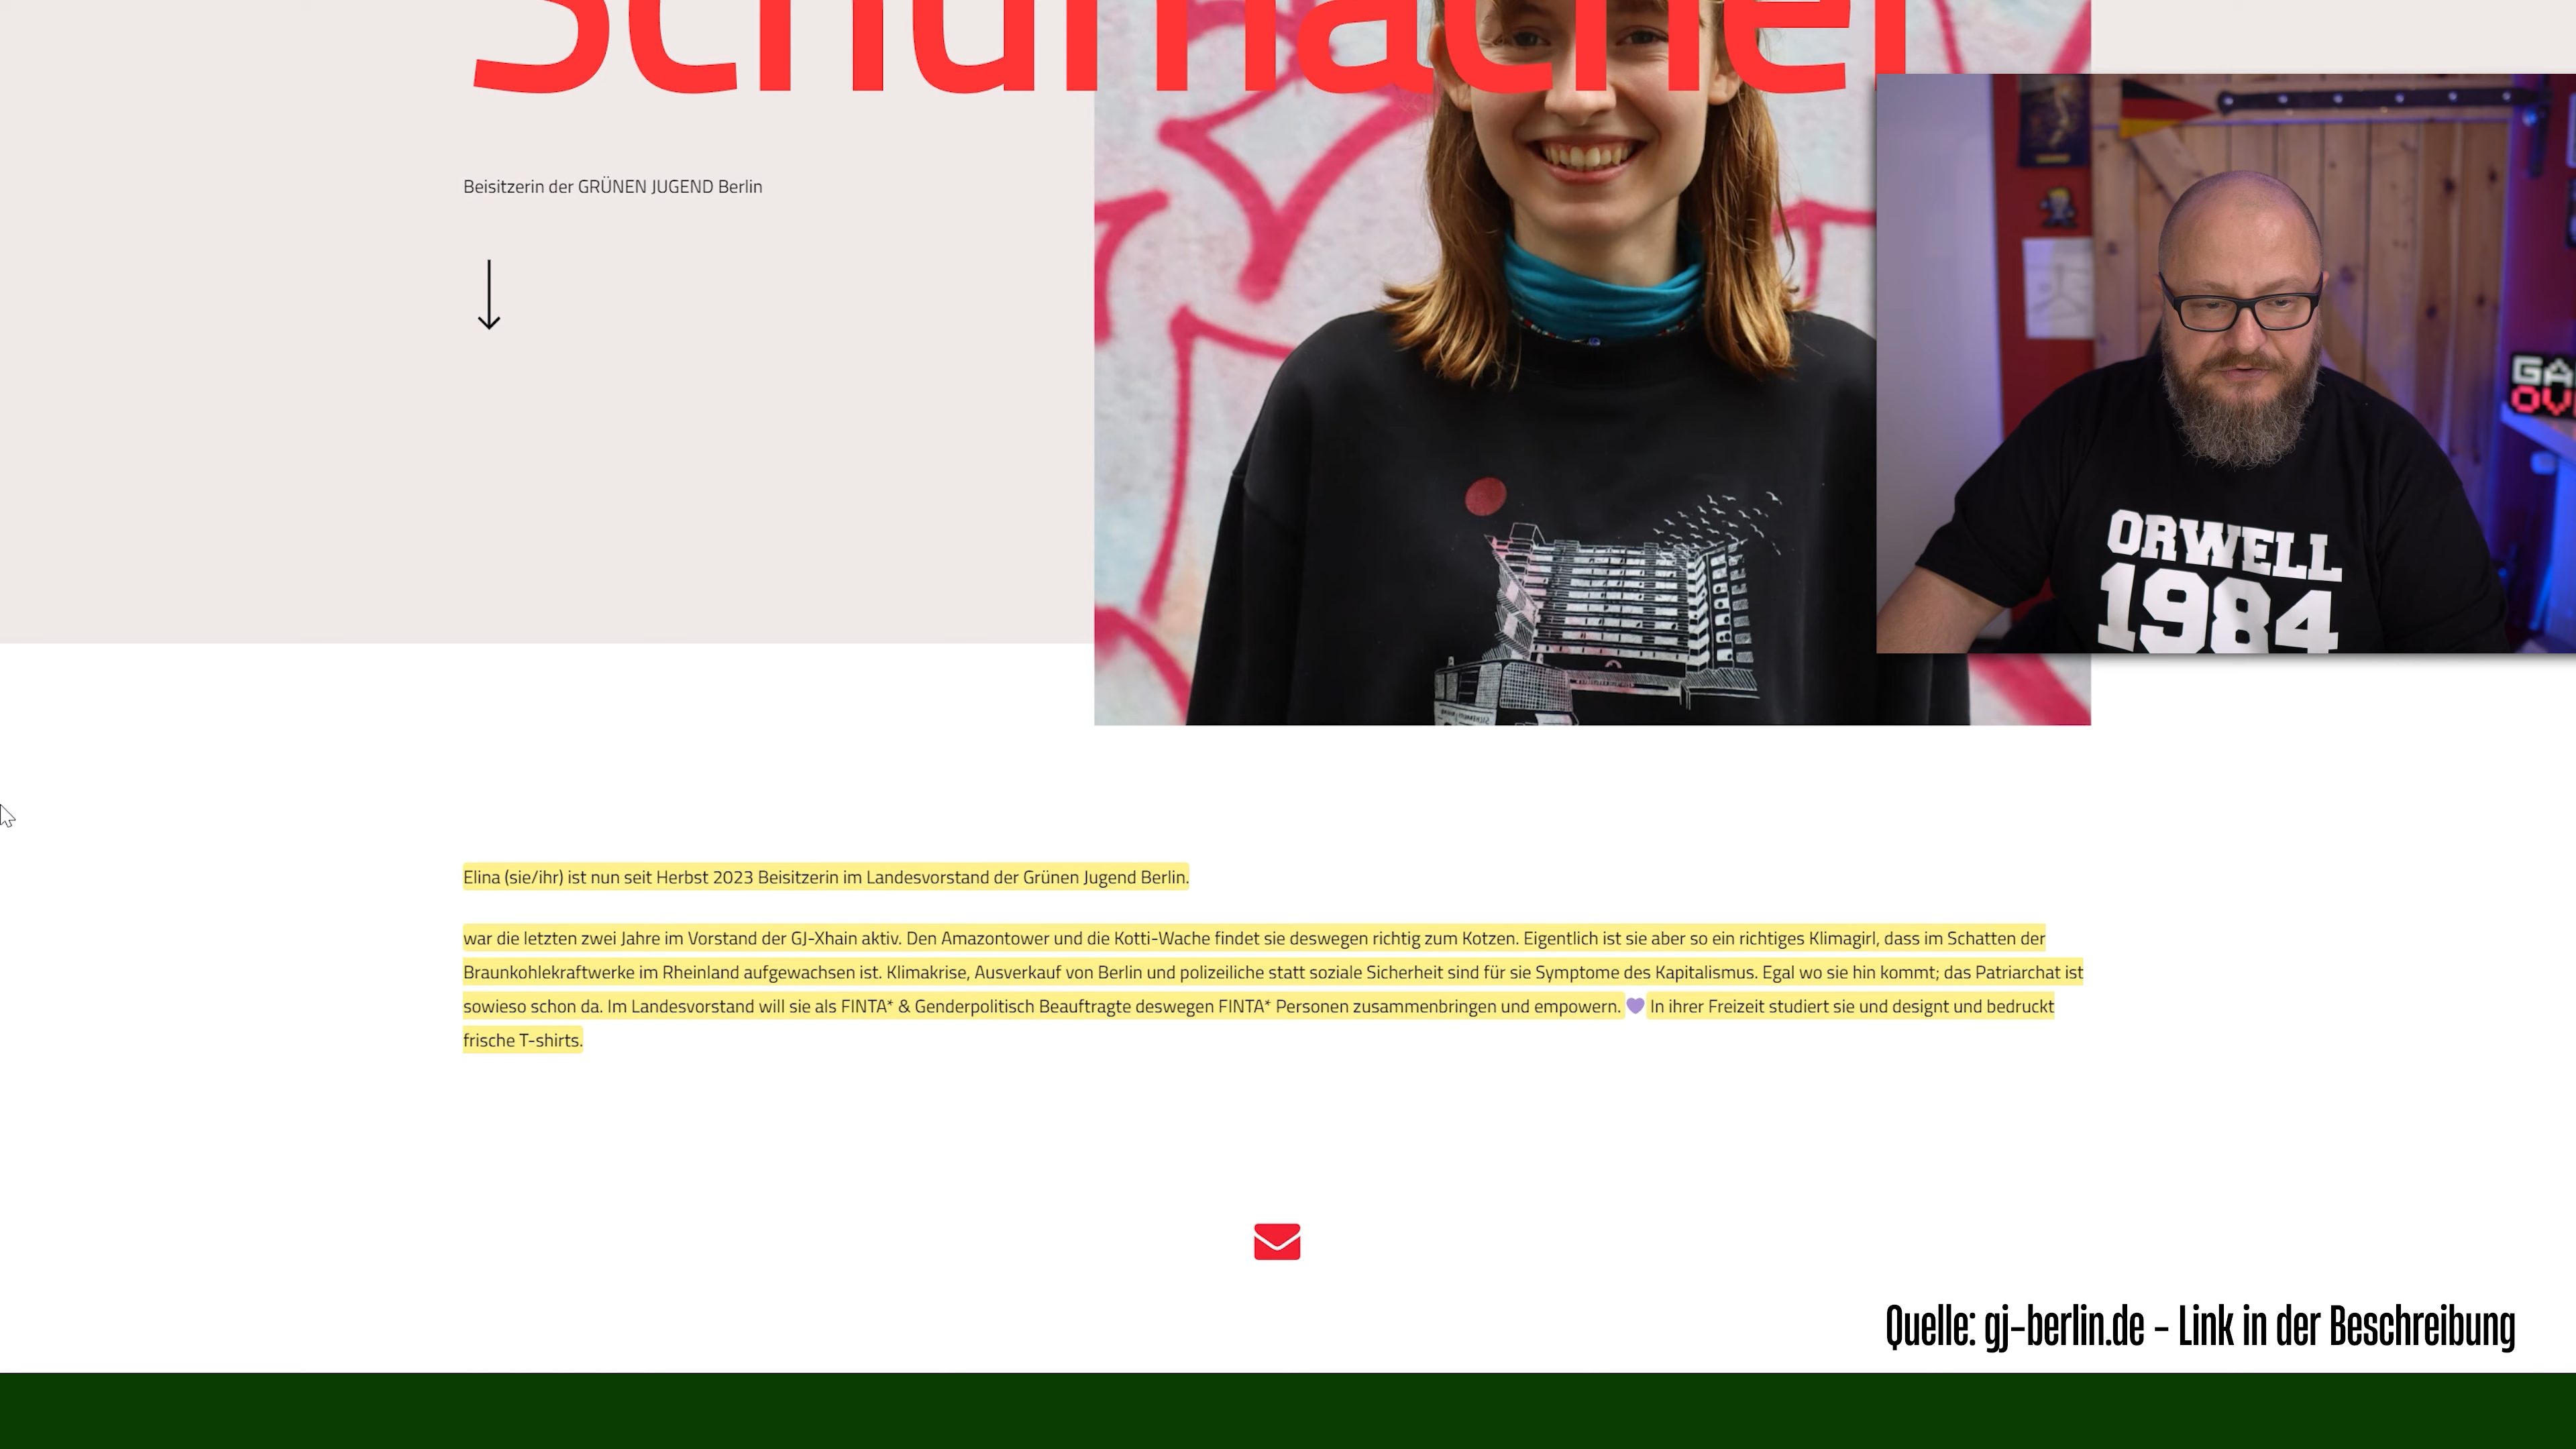 Schumacher
Beisitzerin der GRÜNEN JUGEND Berlin
ORWELL
1984
Elina (sie/ihr) ist nun seit Herbst 2023 Beisitzerin im Landesvorstand der Grünen Jugend Berlin.
war die letzten zwei Jahre im Vorstand der GJ-Xhain aktiv. Den Amazontower und die Kotti-Wache findet sie deswegen richtig zum Kotzen. Eigentlich ist sie aber so ein richtiges Klimagirl, dass im Schatten der
Braunkohlekraftwerke im Rheinland aufgewachsen ist. Klimakrise, Ausverkauf von Berlin und polizeiliche statt soziale Sicherheit sind für sie Symptome des Kapitalismus. Egal wo sie hin kommt; das Patriarchat ist
sowieso schon da. Im Landesvorstand will sie als FINTA* & Genderpolitisch Beauftragte deswegen FINTA* Personen zusammenbringen und empowern. 💜 In ihrer Freizeit studiert sie und designt und bedruckt
frische T-shirts.
Quelle: gj-berlin.de - Link in der Beschreibung